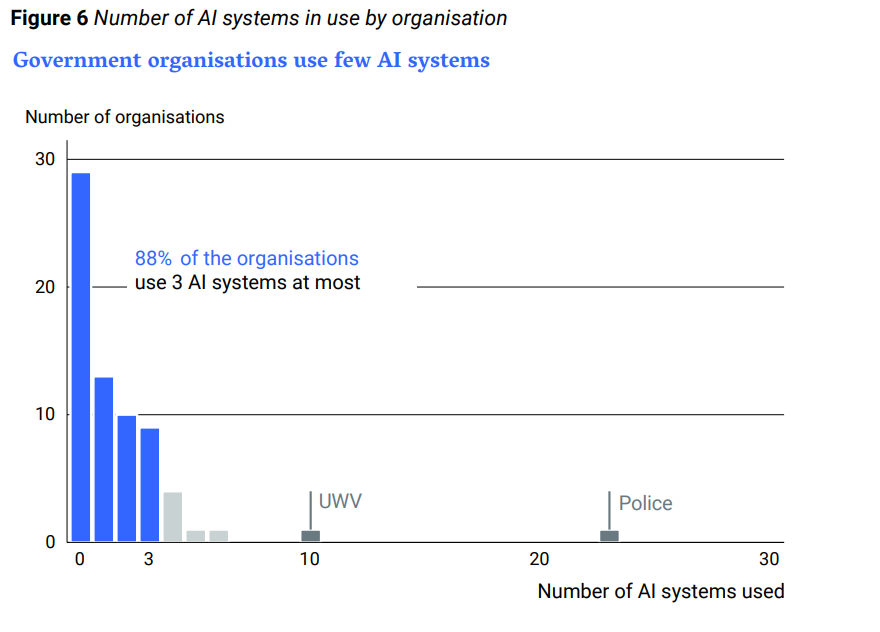 Figure 6 Number of AI systems in use by organisation
Government organisations use few AI systems
Number of organisations
30
88% of the organisations
use 3 AI systems at most
20
10
UWV
Police
0
0 3 10 20 30
Number of AI systems used